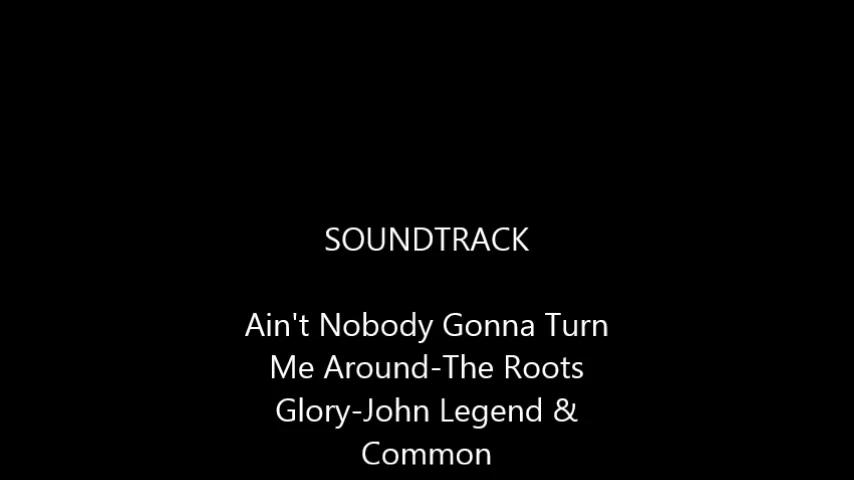 SOUNDTRACK
Ain't Nobody Gonna Turn
Me Around-The Roots
Glory-John Legend &
Common